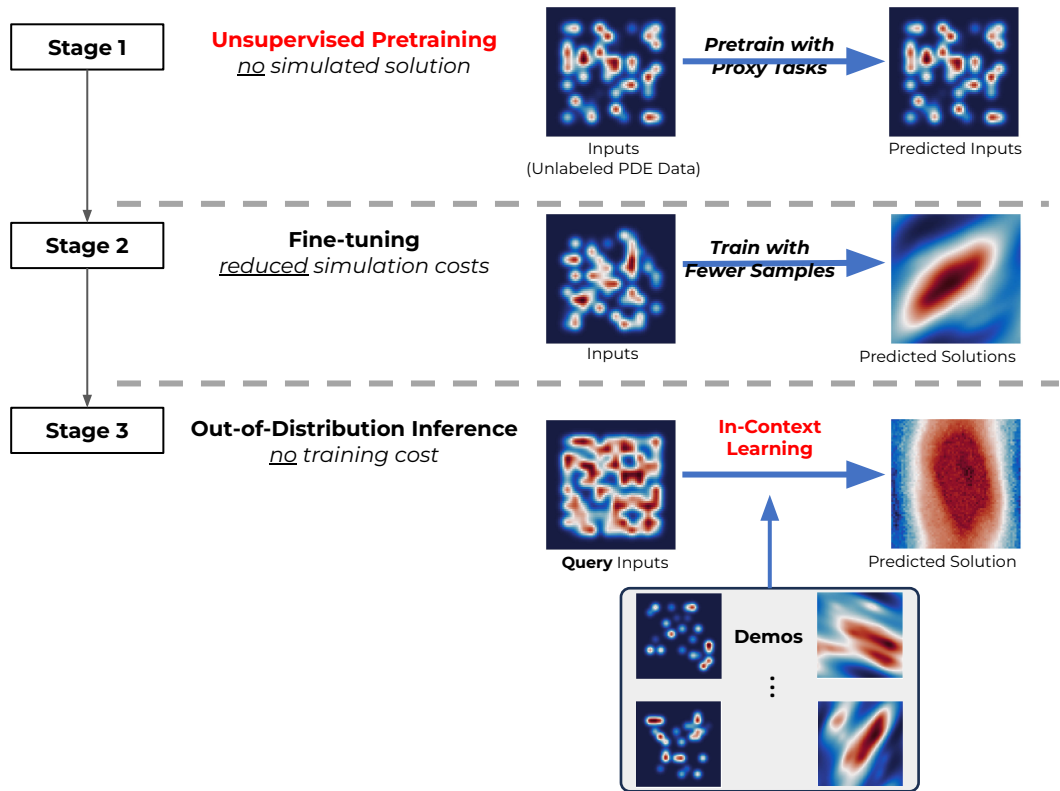 Stage 1
Unsupervised Pretraining
no simulated solution
Pretrain with
Proxy Tasks
Inputs
(Unlabeled PDE Data)
Predicted Inputs
Stage 2
Fine-tuning
reduced simulation costs
Train with
Fewer Samples
Inputs
Predicted Solutions
Stage 3
Out-of-Distribution Inference
no training cost
In-Context
Learning
Query Inputs
Predicted Solution
Demos
...